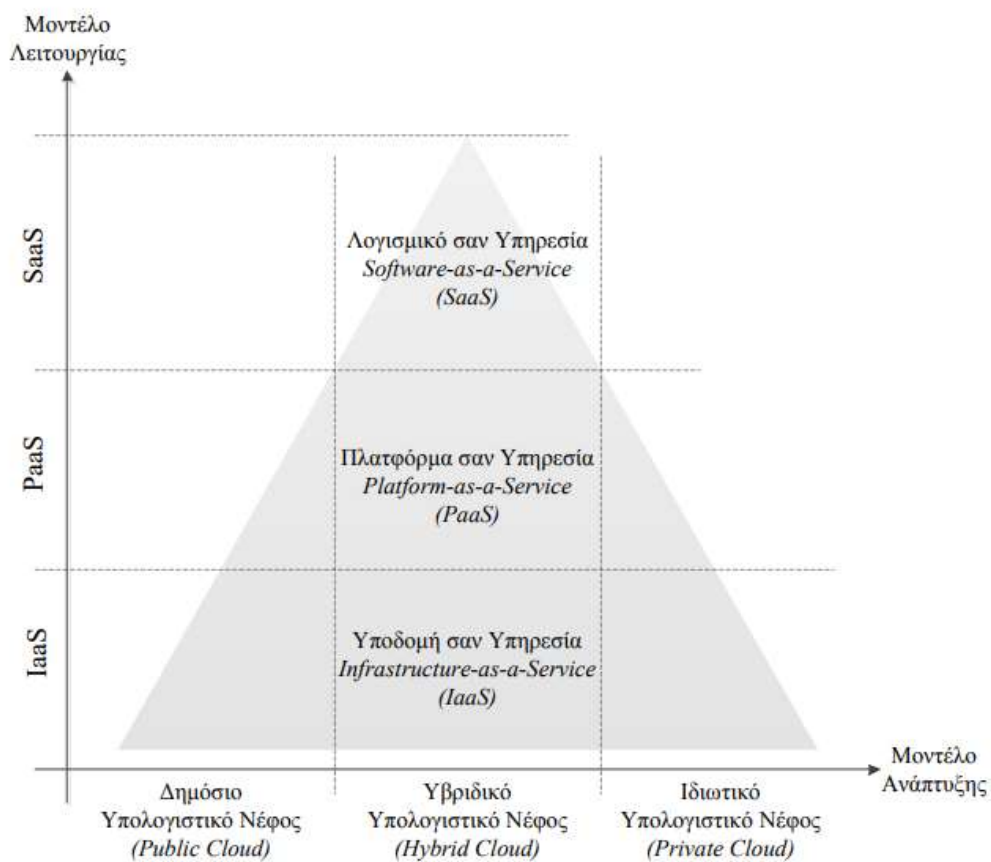 Μοντέλο
Λειτουργίας
SaaS
Λογισμικό σαν Υπηρεσία
Software-as-a-Service
(SaaS)
PaaS
Πλατφόρμα σαν Υπηρεσία
Platform-as-a-Service
(PaaS)
IaaS
Υποδομή σαν Υπηρεσία
Infrastructure-as-a-Service
(IaaS)
Μοντέλο
Ανάπτυξης
Δημόσιο
Υπολογιστικό Νέφος
(Public Cloud)
Υβριδικό
Υπολογιστικό Νέφος
(Hybrid Cloud)
Ιδιωτικό
Υπολογιστικό Νέφος
(Private Cloud)